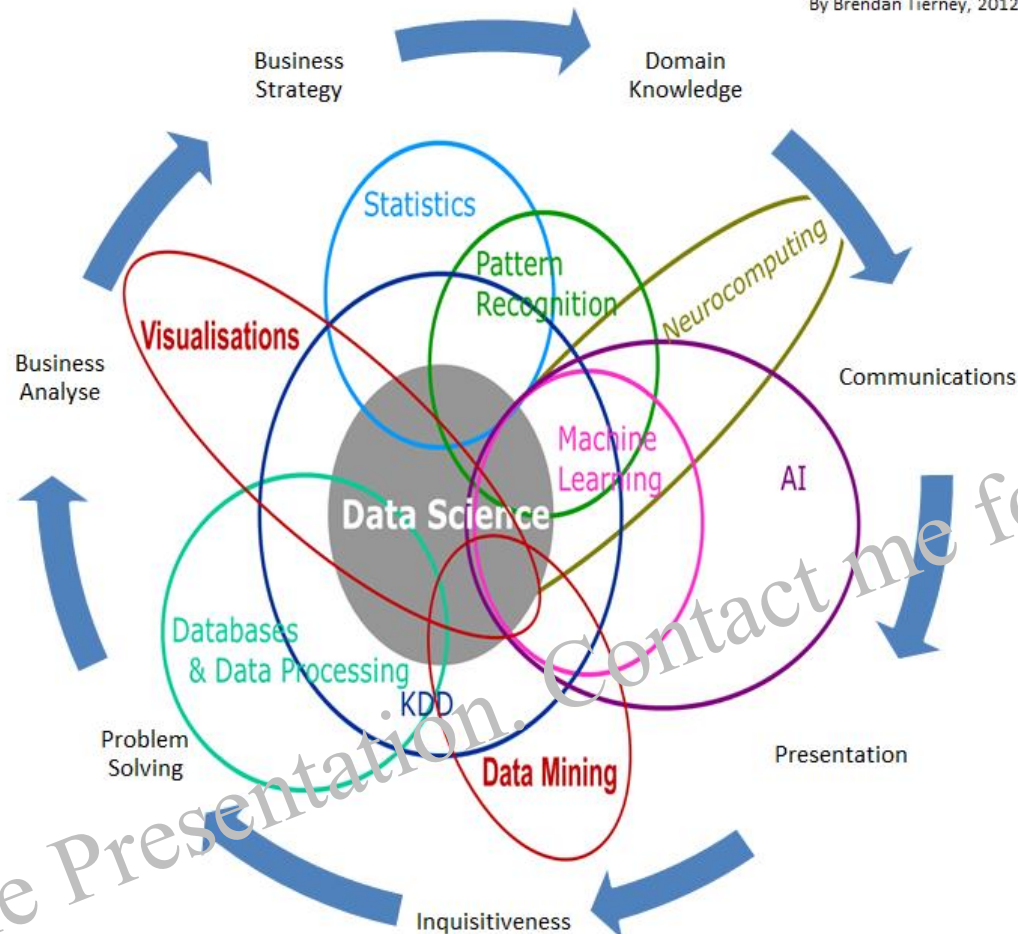 By Brendan Tierney, 2012
Business
Strategy
Domain
Knowledge
Statistics
Pattern
Recognition
Neurocomputing
Visualisations
Business
Analyse
Communications
Machine
Learning
AI
Data Science
Databases
& Data Processing
KDD
Problem
Solving
Data Mining
Presentation
Inquisitiveness
Presentation. Contact me